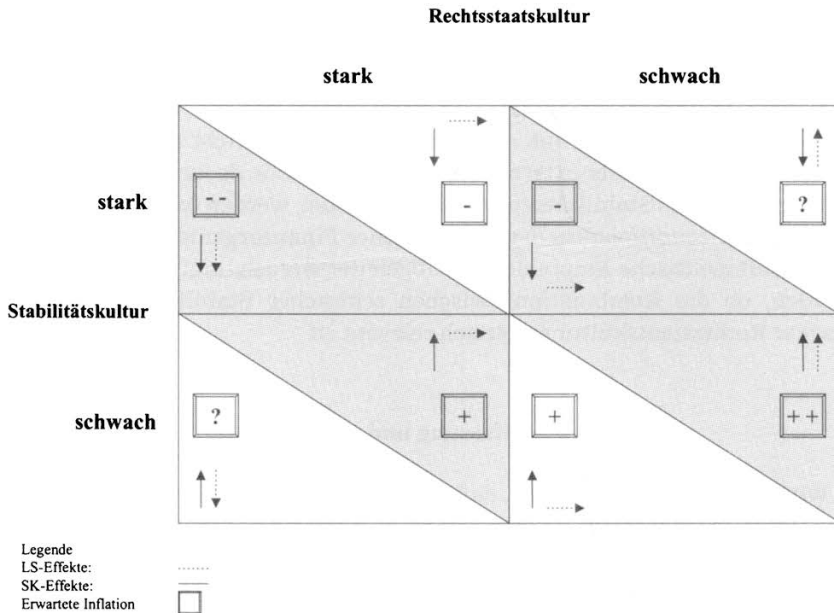 Rechtsstaatskultur
stark schwach
stark
-- - ?
Stabilitätskultur
schwach
? + + ++
Legende
LS-Effekte:
SK-Effekte:
Erwartete Inflation